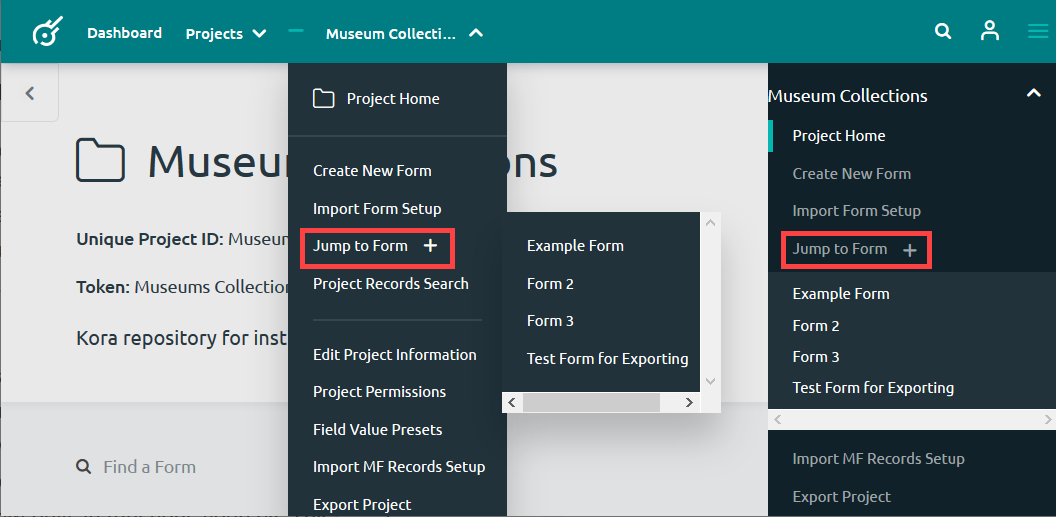 Dashboard Projects Museum Collecti...
Project Home
Create New Form
Import Form Setup
Jump to Form +
Project Records Search
Edit Project Information
Project Permissions
Field Value Presets
Import MF Records Setup
Export Project
Example Form
Form 2
Form 3
Test Form for Exporting
Museu ons
Unique Project ID: Museum
Token: Museums Collection
Kora repository for inst
Find a Form
Museum Collections
Project Home
Create New Form
Import Form Setup
Jump to Form +
Example Form
Form 2
Form 3
Test Form for Exporting
Import MF Records Setup
Export Project